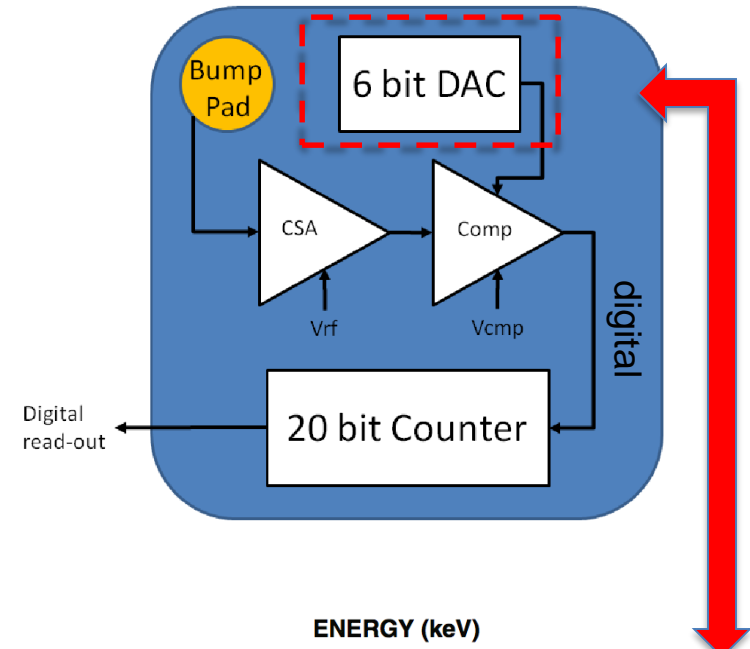 Bump
Pad
6 bit DAC
CSA
Comp
Vrf
Vcmp
digital
20 bit Counter
Digital
read-out
ENERGY (keV)